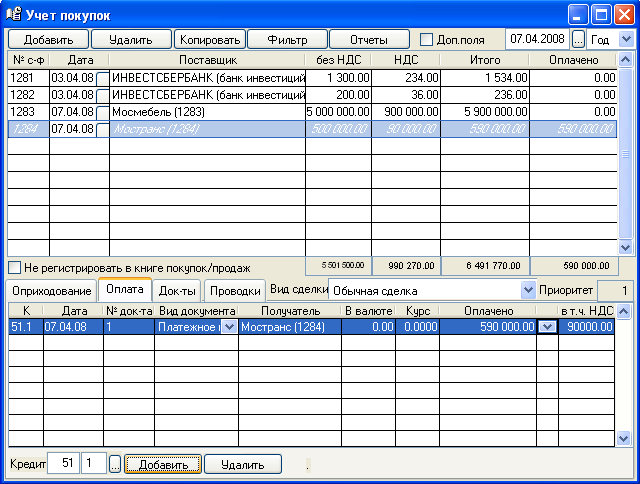 Учет покупок
Добавить Удалить Копировать Фильтр Отчеты Доп.поля 07.04.2008 ... Год
№ с-ф Дата Поставщик без НДС НДС Итого Оплачено
1281 03.04.08 ИНВЕСТСБЕРБАНК (банк инвестиций 1 300.00 234.00 1 534.00 0.00
1282 03.04.08 ИНВЕСТСБЕРБАНК (банк инвестиций 200.00 36.00 236.00 0.00
1283 07.04.08 Мосмебель (1283) 5 000 000.00 900 000.00 5 900 000.00 0.00
1284 07.04.08 Мостранс (1284) 500 000.00 90 000.00 590 000.00 590 000.00
Не регистрировать в книге покупок/продаж 5 501 500.00 990 270.00 6 491 770.00 590 000.00
Оприходование Оплата Док-ты Проводки Вид сделки Обычная сделка Приоритет 1
К Дата № док-та Вид документа Получатель В валюте Курс Оплачено в т.ч. НДС
51.1 07.04.08 1 Платежное Мостранс (1284) 0.00 0.0000 590 000.00 90000.00
Кредит 51 1 ... Добавить Удалить .